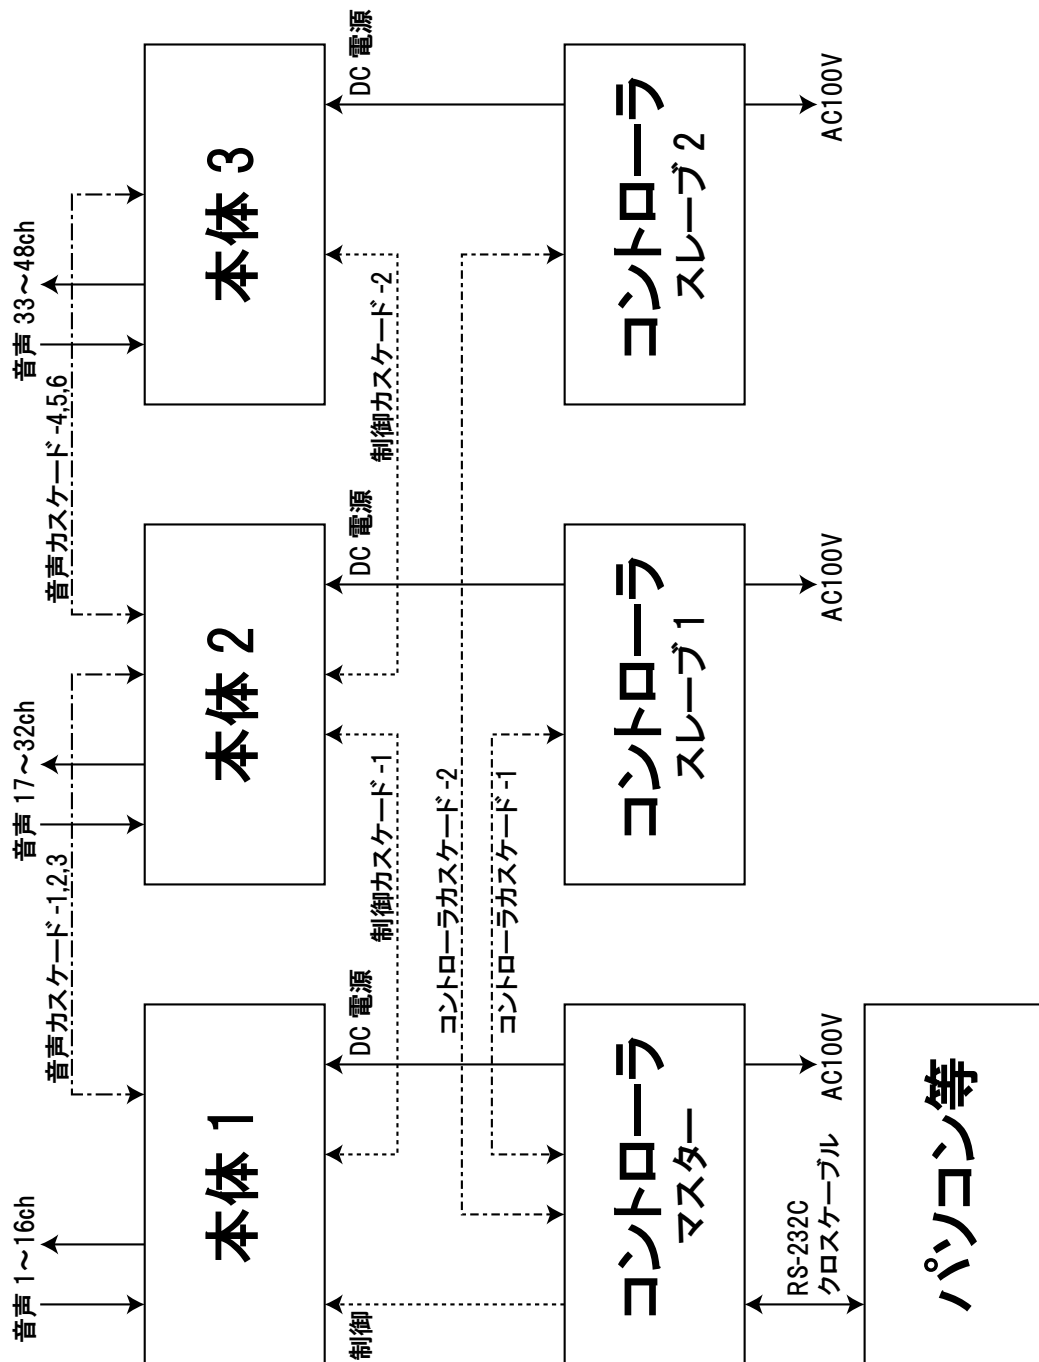 音声 1～16ch
音声カスケード -1,2,3
音声 17～32ch
音声カスケード -4,5,6
音声 33～48ch
本体 1
本体 2
本体 3
制御
DC 電源
制御カスケード -1
DC 電源
制御カスケード -2
DC 電源
コントローラカスケード -2
コントローラカスケード -1
コントローラ
マスター
コントローラ
スレーブ 1
コントローラ
スレーブ 2
RS-232C
クロスケーブル
AC100V
AC100V
AC100V
パソコン等